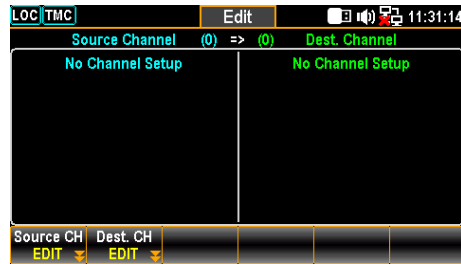 LOC TMC Edit 11:31:14
Source Channel (0) => (0) Dest. Channel
No Channel Setup No Channel Setup
Source CH Dest. CH
EDIT EDIT